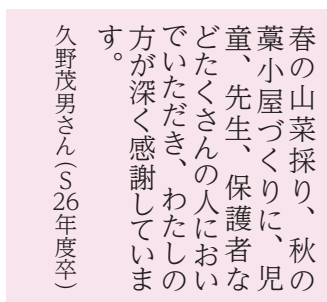 春の山菜採り、秋の
藁小屋づくりに、児
童、先生、保護者な
どたくさんの人におい
でいただき、わたしの
方が深く感謝していま
す。
久野茂男さん（S26年度卒）